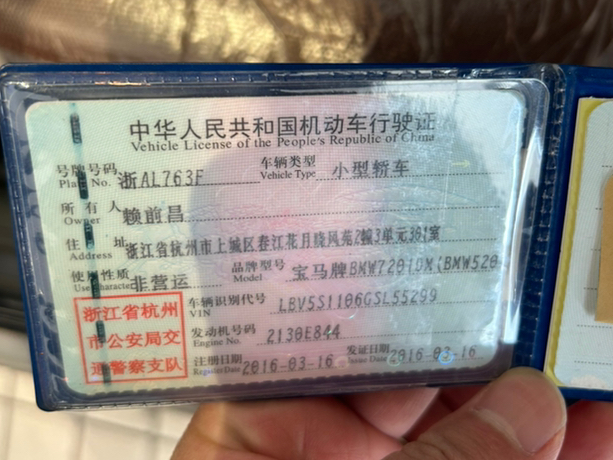 中华人民共和国机动车行驶证
Vehicle License of the People's Republic of China
号牌号码 浙AL763F 车辆类型 小型轿车
Plate No. Vehicle Type
所有人 赖前昌
Owner
住址 浙江省杭州市上城区春江花月晓风苑2幢3单元301室
Address
使用性质 非营运 品牌型号 宝马牌BMW7201DM(BMW520
Use Character Model
浙江省杭州
市公安局交
通警察支队
车辆识别代号 LBV5S1106GSL55299
VIN
发动机号码 2130E844
Engine No.
注册日期 2016-03-16 发证日期 2016-03-16
Register Date Issue Date